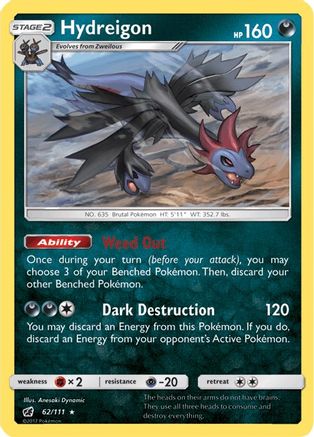 STAGE 2
Hydreigon
HP 160
Evolves from Zweilous
NO. 635 Brutal Pokémon HT: 5'11" WT: 352.7 lbs.
Ability Weed Out
Once during your turn (before your attack), you may
choose 3 of your Benched Pokémon. Then, discard your
other Benched Pokémon.
Dark Destruction 120
You may discard an Energy from this Pokémon. If you do,
discard an Energy from your opponent's Active Pokémon.
weakness ×2 resistance -20 retreat
Illus. Anesaki Dynamic
62/111 ★
©2017 Pokémon
The heads on their arms do not have brains.
They use all three heads to consume and
destroy everything.